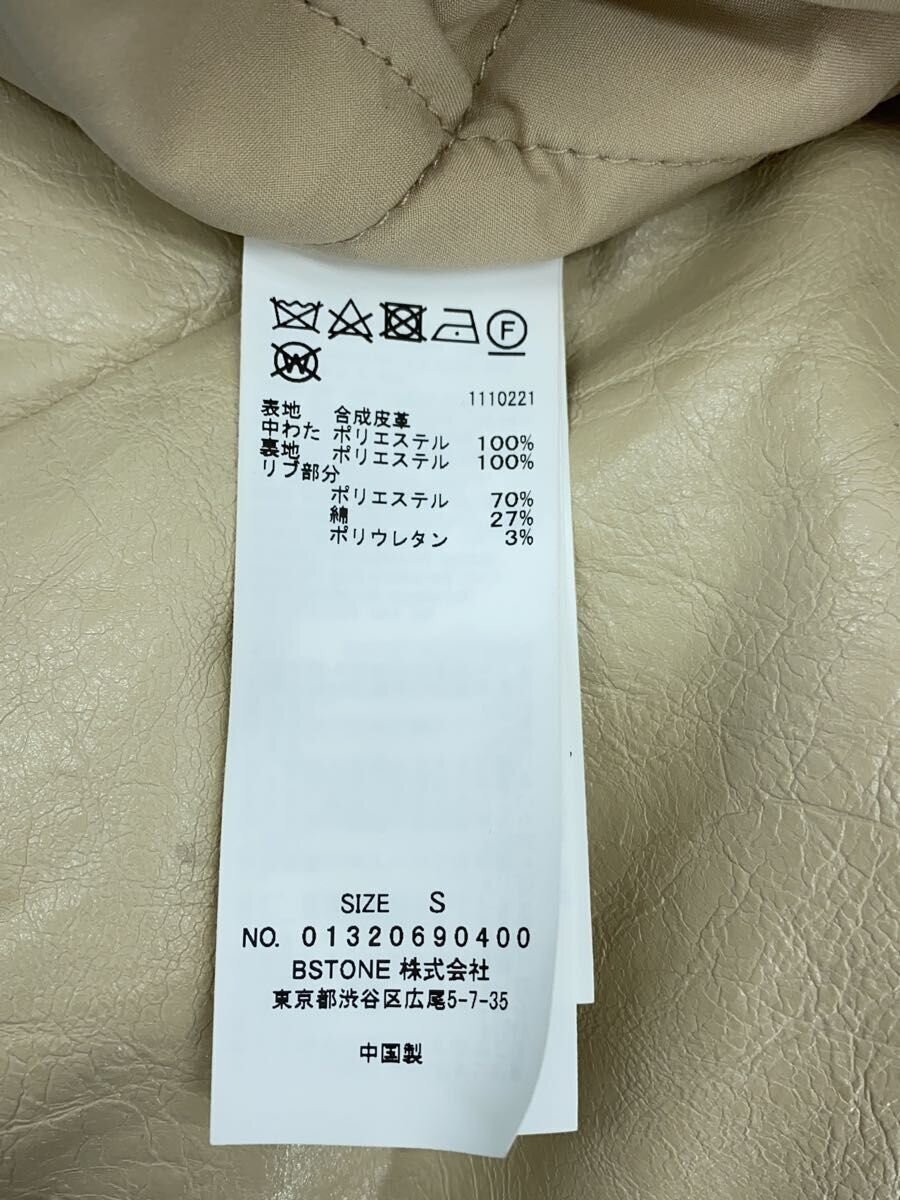 F
W
1110221
表地 合成皮革
中わた ポリエステル 100%
裏地 ポリエステル 100%
リブ部分
ポリエステル 70%
綿 27%
ポリウレタン 3%
SIZE S
NO. 01320690400
BSTONE 株式会社
東京都渋谷区広尾5-7-35
中国製